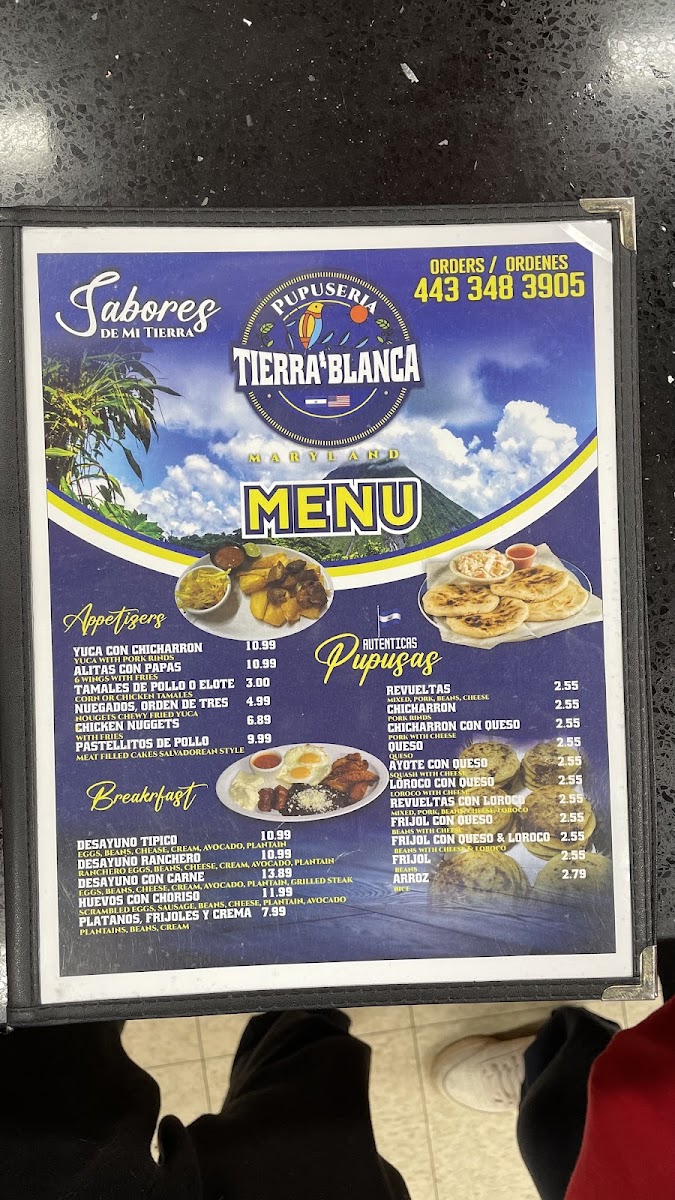 Sabores
DE MI TIERRA
PUPUSERIA
TIERRA BLANCA
MARYLAND
ORDERS / ORDENES
443 348 3905
MENU
Appetizers
YUCA CON CHICHARRON 10.99
YUCA WITH PORK RINDS
ALITAS CON PAPAS 10.99
6 WINGS WITH FRIES
TAMALES DE POLLO O ELOTE 3.00
CORN OR CHICKEN TAMALES
NUEGADOS, ORDEN DE TRES 4.99
NOUGETS CHEWY FRIED YUCA
CHICKEN NUGGETS 6.89
WITH FRIES
PASTELLITOS DE POLLO 9.99
MEAT FILLED CAKES SALVADOREAN STYLE
Breakrfast
DESAYUNO TIPICO 10.99
EGGS, BEANS, CHEASE, CREAM, AVOCADO, PLANTAIN
DESAYUNO RANCHERO 10.99
RANCHERO EGGS, BEANS, CHEESE, CREAM, AVOCADO, PLANTAIN
DESAYUNO CON CARNE 13.89
EGGS, BEANS, CHEESE, CREAM, AVOCADO, PLANTAIN, GRILLED STEAK
HUEVOS CON CHORISO 11.99
SCRAMBLED EGGS, SAUSAGE, BEANS, CHEESE, PLANTAIN, AVOCADO
PLATANOS, FRIJOLES Y CREMA 7.99
PLANTAINS, BEANS, CREAM
AUTENTICAS
Pupusas
REVUELTAS 2.55
MIXED, PORK, BEANS, CHEESE
CHICHARRON 2.55
PORK RINDS
CHICHARRON CON QUESO 2.55
PORK WITH CHEESE
QUESO 2.55
QUESO
AYOTE CON QUESO 2.55
SQUASH WITH CHEESE
LOROCO CON QUESO 2.55
LOROCO WITH CHEESE
REVUELTAS CON LOROCO 2.55
MIXED, PORK, BEANS, CHEESE, LOROCO
FRIJOL CON QUESO 2.55
BEANS WITH CHEESE
FRIJOL CON QUESO & LOROCO 2.55
BEANS WITH CHEESE & LOROCO
FRIJOL 2.55
BEANS
ARROZ 2.79
RICE